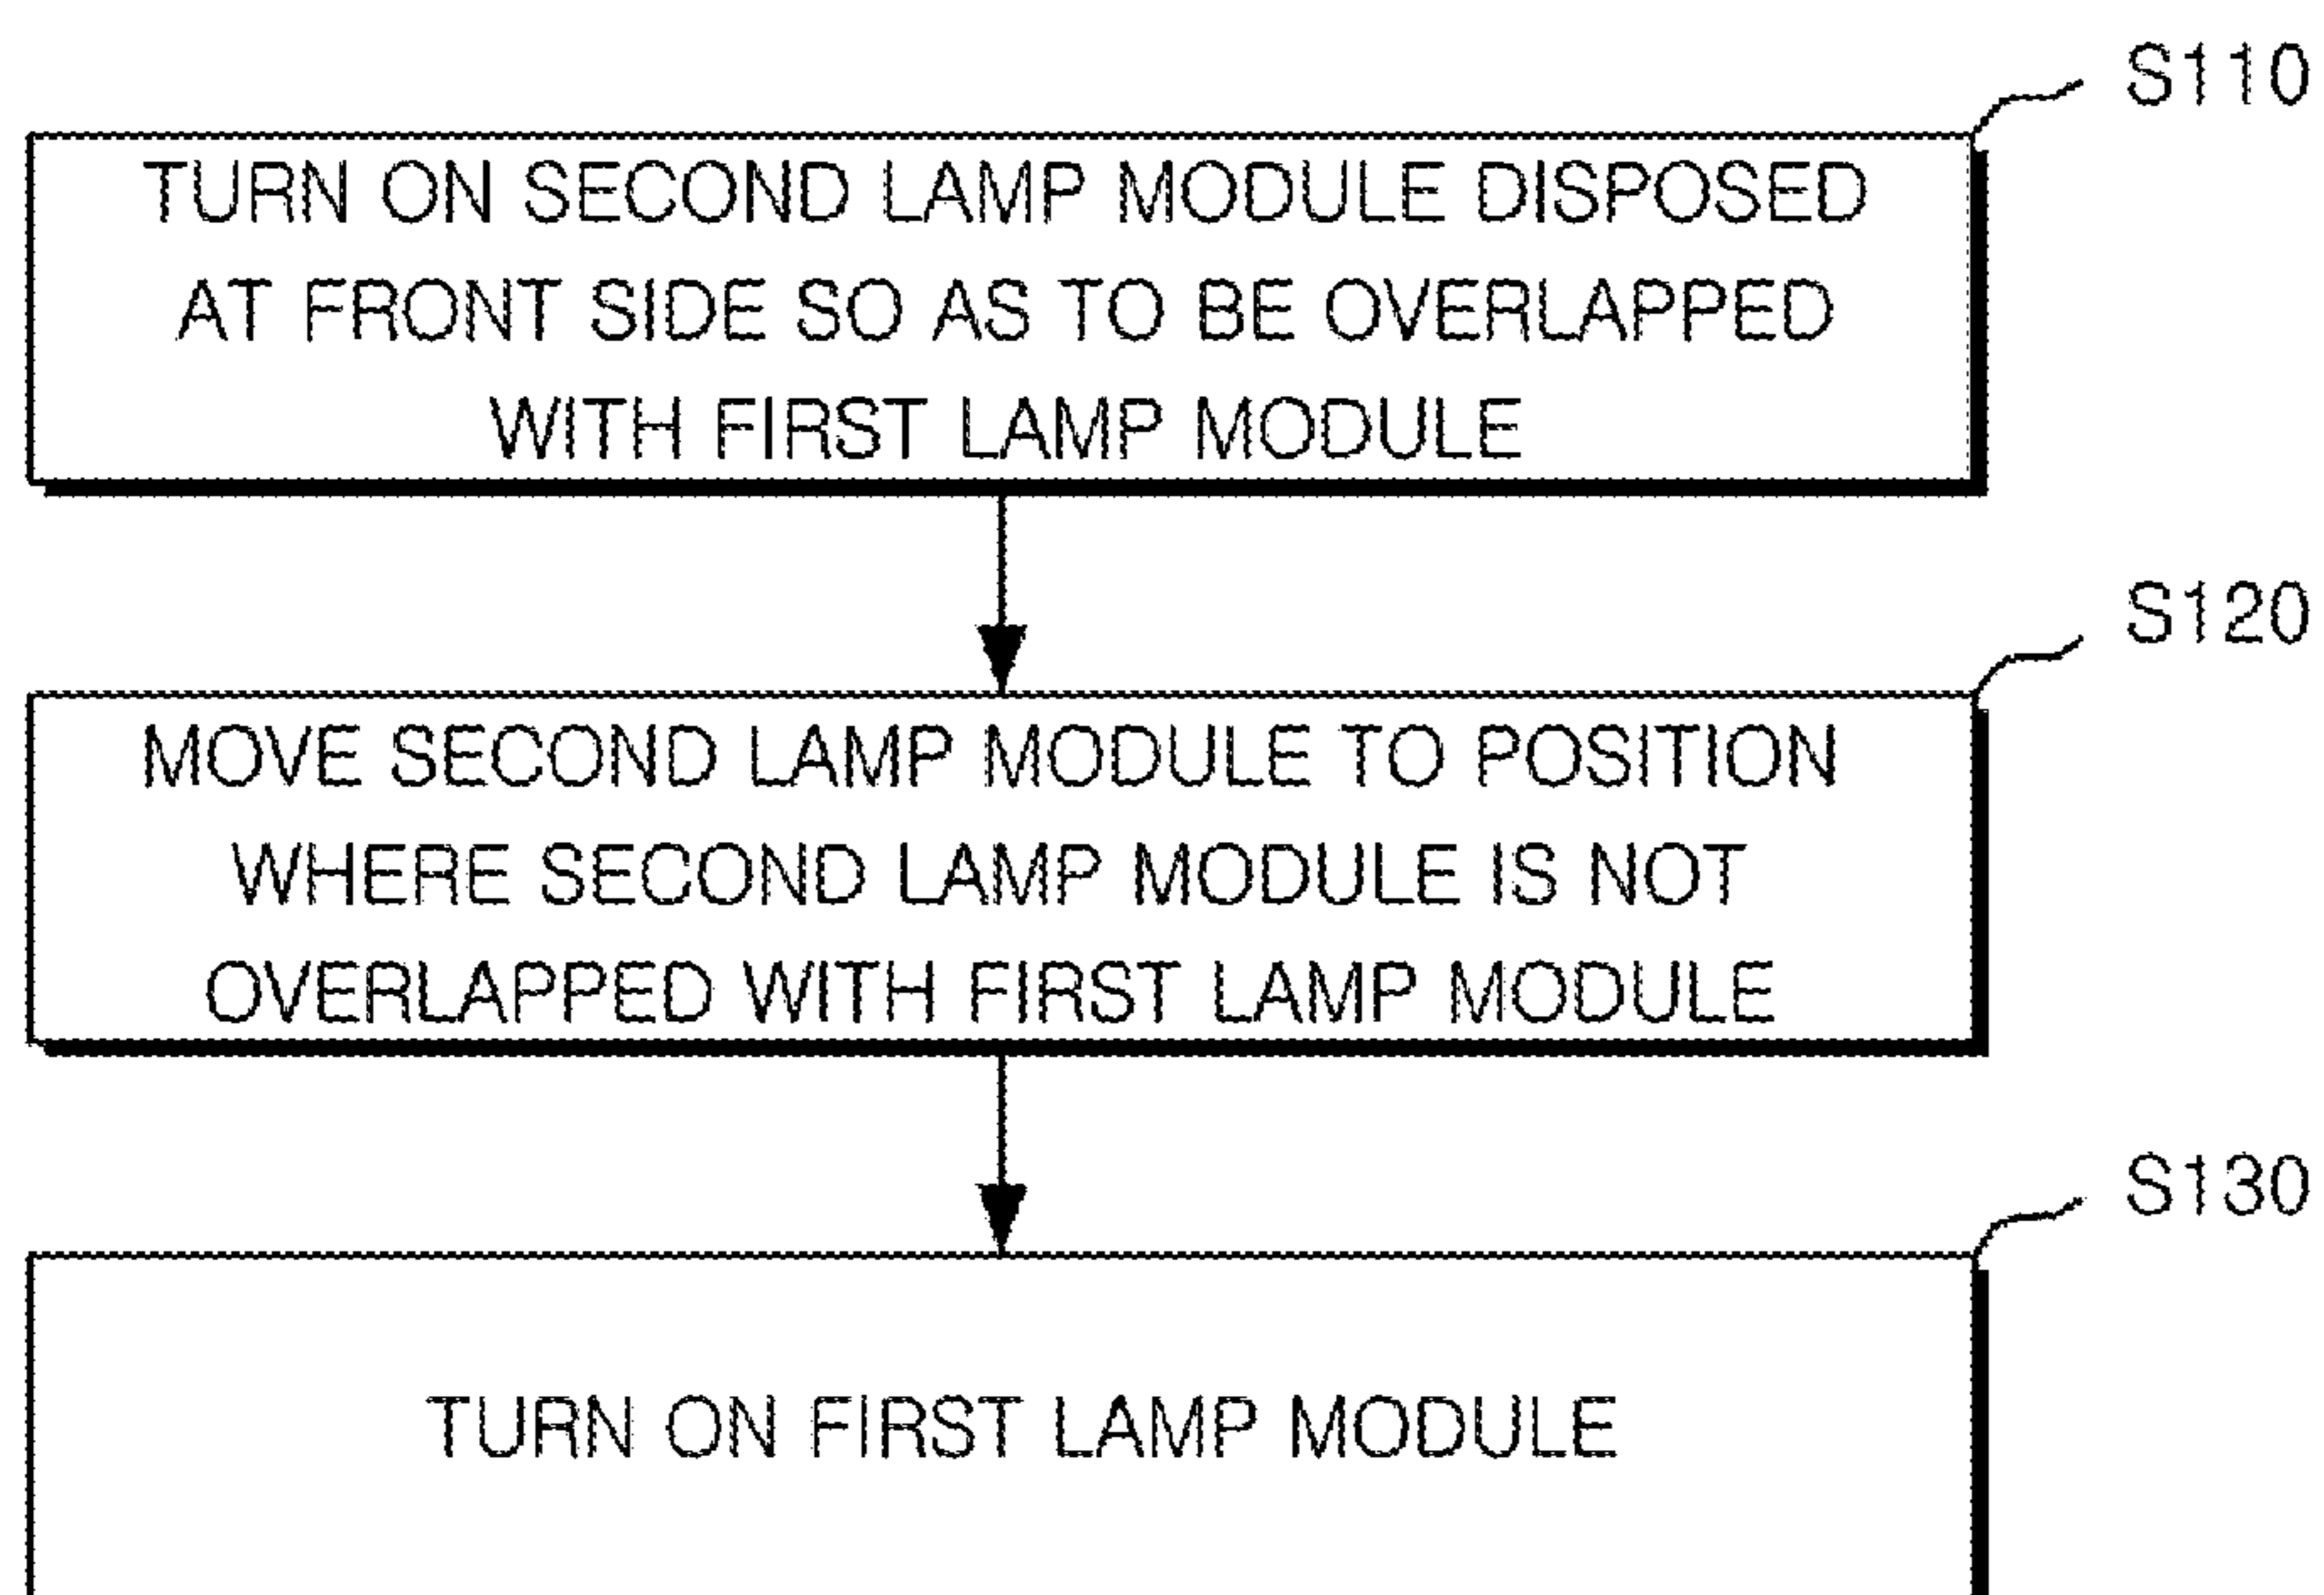 S110
TURN ON SECOND LAMP MODULE DISPOSED
AT FRONT SIDE SO AS TO BE OVERLAPPED
WITH FIRST LAMP MODULE
S120
MOVE SECOND LAMP MODULE TO POSITION
WHERE SECOND LAMP MODULE IS NOT
OVERLAPPED WITH FIRST LAMP MODULE
S130
TURN ON FIRST LAMP MODULE